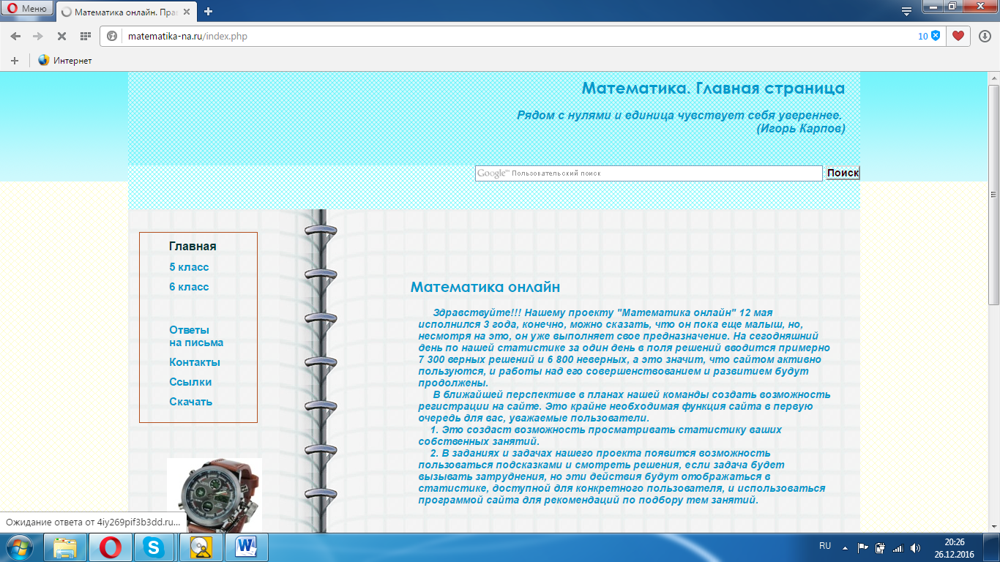 Меню
Математика онлайн. Пра
matematika-na.ru/index.php
10
Интернет
Математика. Главная страница
Рядом с нулями и единица чувствует себя увереннее.
(Игорь Карпов)
Google™ Пользовательский поиск
Поиск
Главная
5 класс
6 класс
Ответы
на письма
Контакты
Ссылки
Скачать
Математика онлайн
Здравствуйте!!! Нашему проекту "Математика онлайн" 12 мая
исполнился 3 года, конечно, можно сказать, что он пока еще малыш, но,
несмотря на это, он уже выполняет свое предназначение. На сегодняшний
день по нашей статистике за один день в поля решений вводится примерно
7 300 верных решений и 6 800 неверных, а это значит, что сайтом активно
пользуются, и работы над его совершенствованием и развитием будут
продолжены.
В ближайшей перспективе в планах нашей команды создать возможность
регистрации на сайте. Это крайне необходимая функция сайта в первую
очередь для вас, уважаемые пользователи.
1. Это создаст возможность просматривать статистику ваших
собственных занятий.
2. В заданиях и задачах нашего проекта появится возможность
пользоваться подсказками и смотреть решения, если задача будет
вызывать затруднения, но эти действия будут отображаться в
статистике, доступной для конкретного пользователя, и использоваться
программой сайта для рекомендаций по подбору тем занятий.
Ожидание ответа от 4iy269pif3b3dd.ru...
RU
20:26
26.12.2016